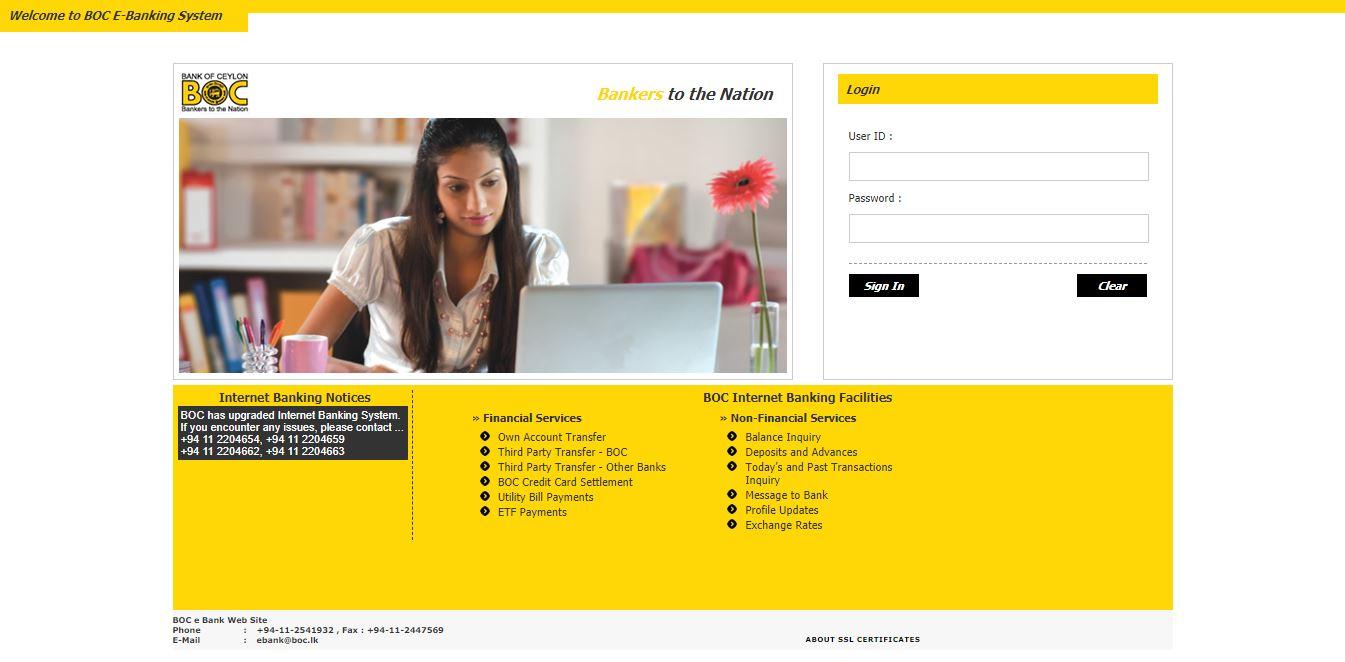 Welcome to BOC E-Banking System
BANK OF CEYLON
BOC
Bankers to the Nation
Bankers to the Nation
Login
User ID :
Password :
Sign In
Clear
Internet Banking Notices
BOC has upgraded Internet Banking System.
If you encounter any issues, please contact ...
+94 11 2204654, +94 11 2204659
+94 11 2204662, +94 11 2204663
BOC Internet Banking Facilities
» Financial Services
Own Account Transfer
Third Party Transfer - BOC
Third Party Transfer - Other Banks
BOC Credit Card Settlement
Utility Bill Payments
ETF Payments
» Non-Financial Services
Balance Inquiry
Deposits and Advances
Today's and Past Transactions
Inquiry
Message to Bank
Profile Updates
Exchange Rates
BOC e Bank Web Site
Phone : +94-11-2541932 , Fax : +94-11-2447569
E-Mail : ebank@boc.lk
ABOUT SSL CERTIFICATES